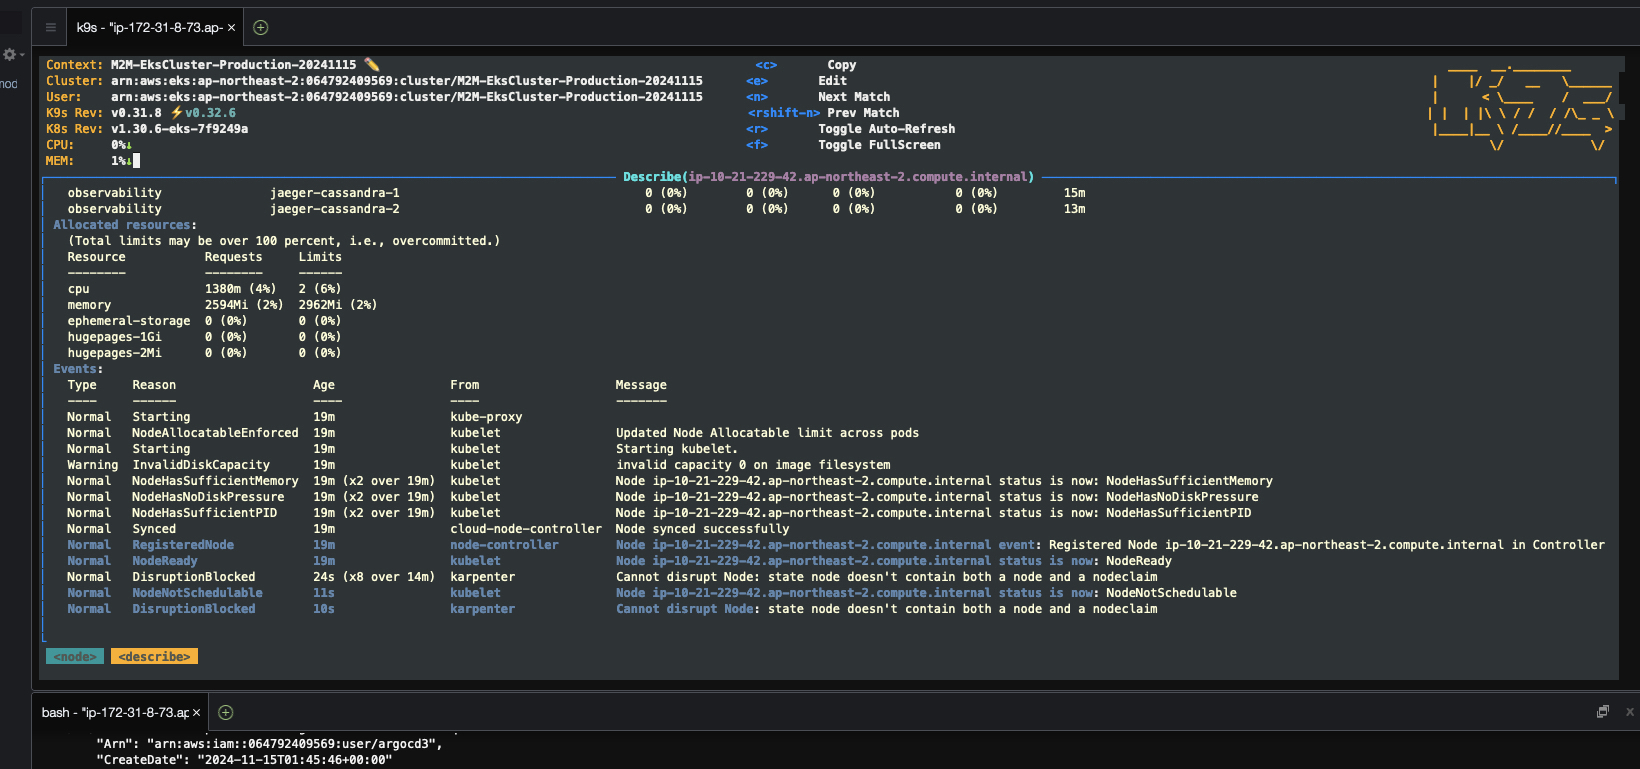 k9s - "ip-172-31-8-73.ap- ×
mod
Context: M2M-EksCluster-Production-20241115 <c> Copy
Cluster: arn:aws:eks:ap-northeast-2:064792409569:cluster/M2M-EksCluster-Production-20241115 <e> Edit
User: arn:aws:eks:ap-northeast-2:064792409569:cluster/M2M-EksCluster-Production-20241115 <n> Next Match
K9s Rev: v0.31.8 ⚡v0.32.6 <rshift-n> Prev Match
K8s Rev: v1.30.6-eks-7f9249a <r> Toggle Auto-Refresh
CPU: 0%↓ <f> Toggle FullScreen
MEM: 1%↓
Describe(ip-10-21-229-42.ap-northeast-2.compute.internal)
observability jaeger-cassandra-1 0 (0%) 0 (0%) 0 (0%) 0 (0%) 15m
observability jaeger-cassandra-2 0 (0%) 0 (0%) 0 (0%) 0 (0%) 13m
Allocated resources:
(Total limits may be over 100 percent, i.e., overcommitted.)
Resource Requests Limits
-------- -------- ------
cpu 1380m (4%) 2 (6%)
memory 2594Mi (2%) 2962Mi (2%)
ephemeral-storage 0 (0%) 0 (0%)
hugepages-1Gi 0 (0%) 0 (0%)
hugepages-2Mi 0 (0%) 0 (0%)
Events:
Type Reason Age From Message
---- ------ ---- ---- -------
Normal Starting 19m kube-proxy
Normal NodeAllocatableEnforced 19m kubelet Updated Node Allocatable limit across pods
Normal Starting 19m kubelet Starting kubelet.
Warning InvalidDiskCapacity 19m kubelet invalid capacity 0 on image filesystem
Normal NodeHasSufficientMemory 19m (x2 over 19m) kubelet Node ip-10-21-229-42.ap-northeast-2.compute.internal status is now: NodeHasSufficientMemory
Normal NodeHasNoDiskPressure 19m (x2 over 19m) kubelet Node ip-10-21-229-42.ap-northeast-2.compute.internal status is now: NodeHasNoDiskPressure
Normal NodeHasSufficientPID 19m (x2 over 19m) kubelet Node ip-10-21-229-42.ap-northeast-2.compute.internal status is now: NodeHasSufficientPID
Normal Synced 19m cloud-node-controller Node synced successfully
Normal RegisteredNode 19m node-controller Node ip-10-21-229-42.ap-northeast-2.compute.internal event: Registered Node ip-10-21-229-42.ap-northeast-2.compute.internal in Controller
Normal NodeReady 19m kubelet Node ip-10-21-229-42.ap-northeast-2.compute.internal status is now: NodeReady
Normal DisruptionBlocked 24s (x8 over 14m) karpenter Cannot disrupt Node: state node doesn't contain both a node and a nodeclaim
Normal NodeNotSchedulable 11s kubelet Node ip-10-21-229-42.ap-northeast-2.compute.internal status is now: NodeNotSchedulable
Normal DisruptionBlocked 10s karpenter Cannot disrupt Node: state node doesn't contain both a node and a nodeclaim
<node> <describe>
bash - "ip-172-31-8-73.ap ×
"Arn": "arn:aws:iam::064792409569:user/argocd3",
"CreateDate": "2024-11-15T01:45:46+00:00"